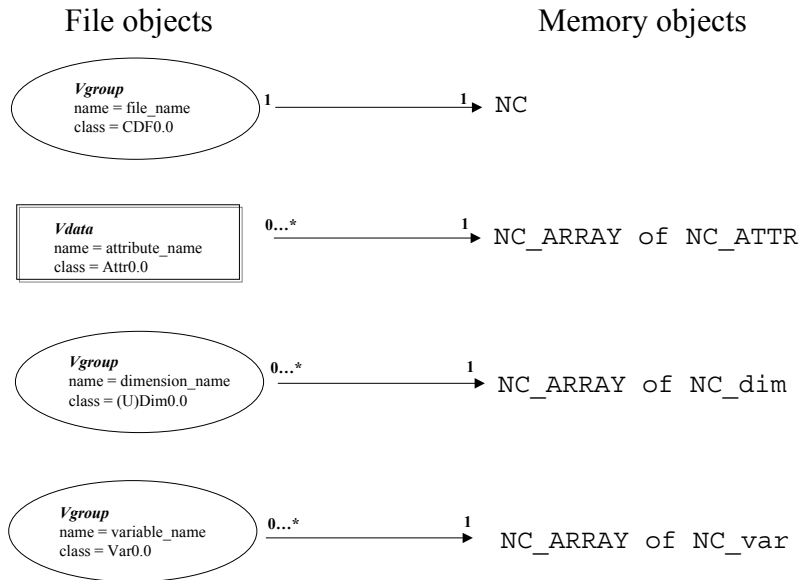 File objects
Memory objects
Vgroup
name = file_name
class = CDF0.0
1
1
NC
Vdata
name = attribute_name
class = Attr0.0
0…*
1
NC_ARRAY of NC_ATTR
Vgroup
name = dimension_name
class = (U)Dim0.0
0…*
1
NC_ARRAY of NC_dim
Vgroup
name = variable_name
class = Var0.0
0…*
1
NC_ARRAY of NC_var